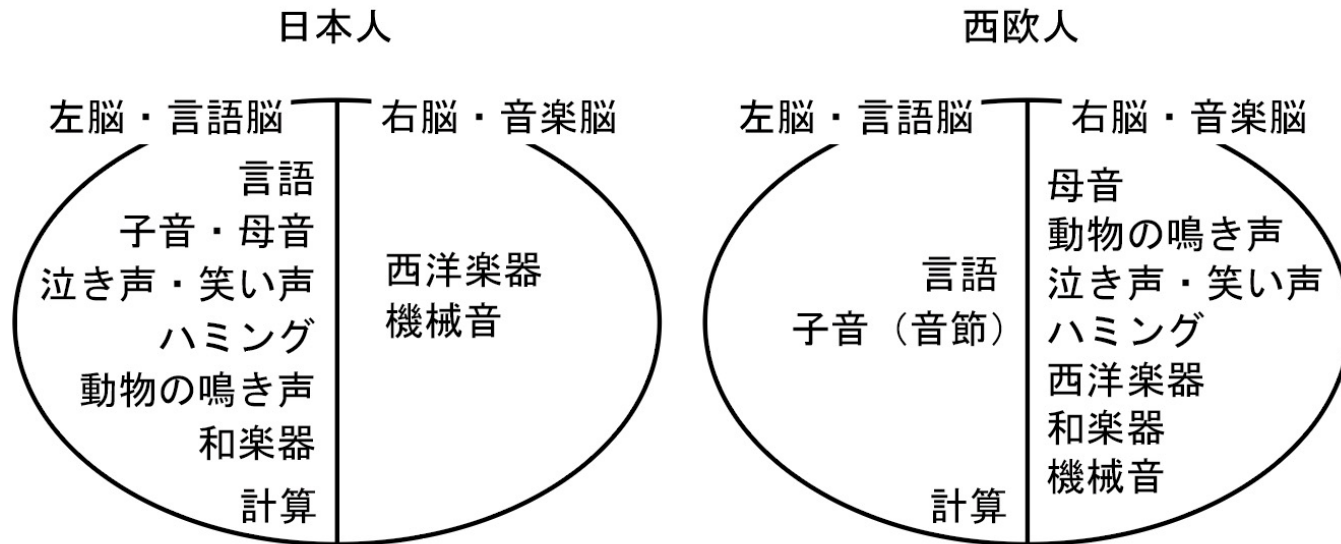 日本人
左脳・言語脳
右脳・音楽脳
言語
子音・母音
泣き声・笑い声
ハミング
動物の鳴き声
和楽器
計算
西洋楽器
機械音
西欧人
左脳・言語脳
右脳・音楽脳
言語
子音（音節）
計算
母音
動物の鳴き声
泣き声・笑い声
ハミング
西洋楽器
和楽器
機械音